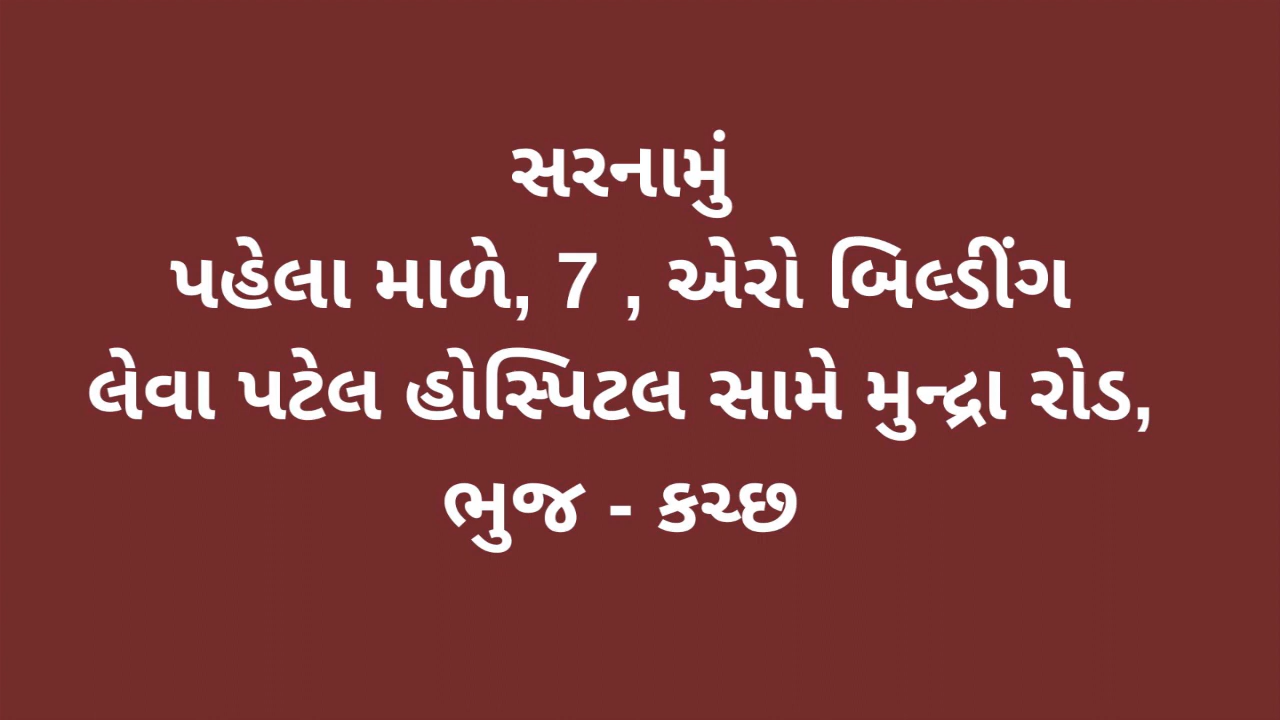 સરનામું
પહેલા માળે, 7 , એરો બિલ્ડીંગ
લેવા પટેલ હોસ્પિટલ સામે મુન્દ્રા રોડ,
ભુજ - કચ્છ